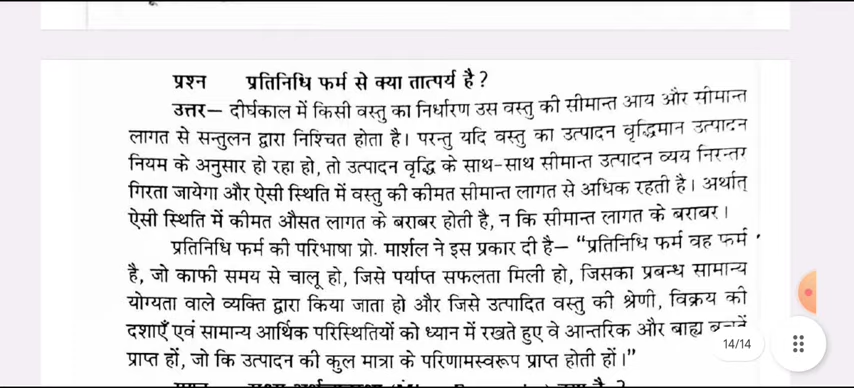 प्रश्न प्रतिनिधि फर्म से क्या तात्पर्य है ?
उत्तर— दीर्घकाल में किसी वस्तु का निर्धारण उस वस्तु की सीमान्त आय और सीमान्त
लागत से सन्तुलन द्वारा निश्चित होता है। परन्तु यदि वस्तु का उत्पादन वृद्धिमान उत्पादन
नियम के अनुसार हो रहा हो, तो उत्पादन वृद्धि के साथ-साथ सीमान्त उत्पादन व्यय निरन्तर
गिरता जायेगा और ऐसी स्थिति में वस्तु की कीमत सीमान्त लागत से अधिक रहती है। अर्थात्
ऐसी स्थिति में कीमत औसत लागत के बराबर होती है, न कि सीमान्त लागत के बराबर।
प्रतिनिधि फर्म की परिभाषा प्रो. मार्शल ने इस प्रकार दी है— “प्रतिनिधि फर्म वह फर्म
है, जो काफी समय से चालू हो, जिसे पर्याप्त सफलता मिली हो, जिसका प्रबन्ध सामान्य
योग्यता वाले व्यक्ति द्वारा किया जाता हो और जिसे उत्पादित वस्तु की श्रेणी, विक्रय की
दशाएँ एवं सामान्य आर्थिक परिस्थितियों को ध्यान में रखते हुए वे आन्तरिक और बाह्य
14/14
प्राप्त हों, जो कि उत्पादन की कुल मात्रा के परिणामस्वरूप प्राप्त होती हों।”